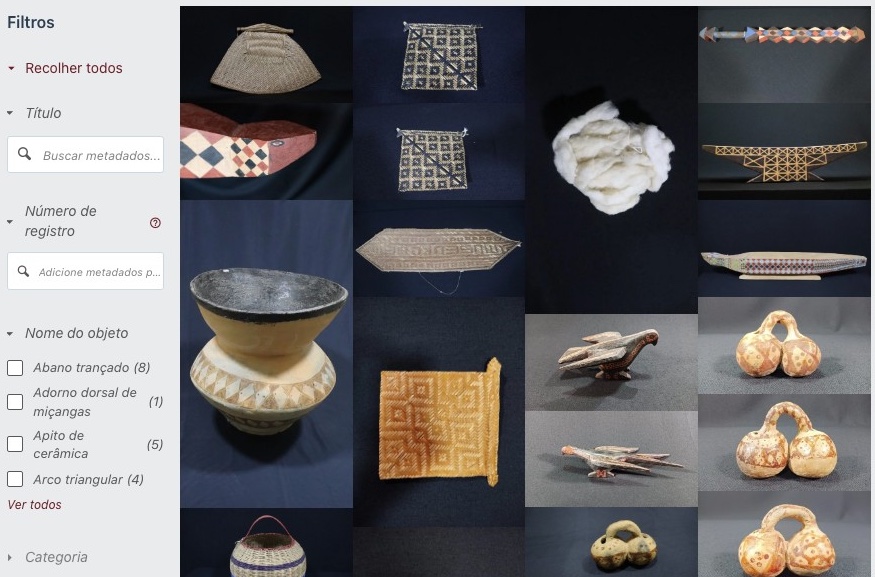 Filtros
Recolher todos
Título
Buscar metadados...
Número de
registro
Adicione metadados p...
Nome do objeto
Abano trançado (8)
Adorno dorsal de
miçangas (1)
Apito de
cerâmica (5)
Arco triangular (4)
Ver todos
Categoria